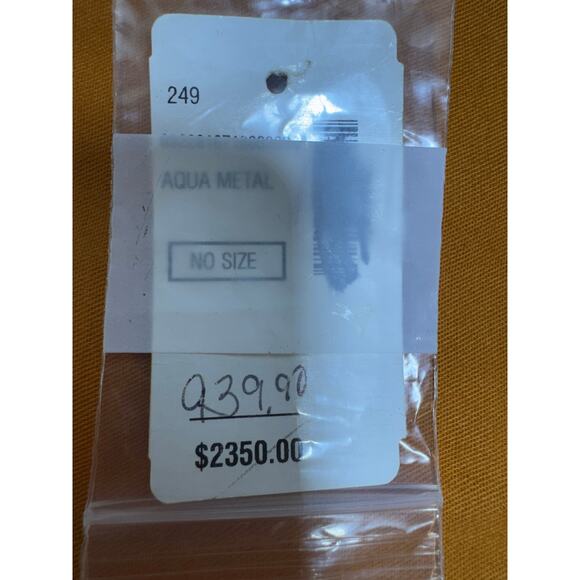 249
AQUA METAL
NO SIZE
939.90
$2350.00